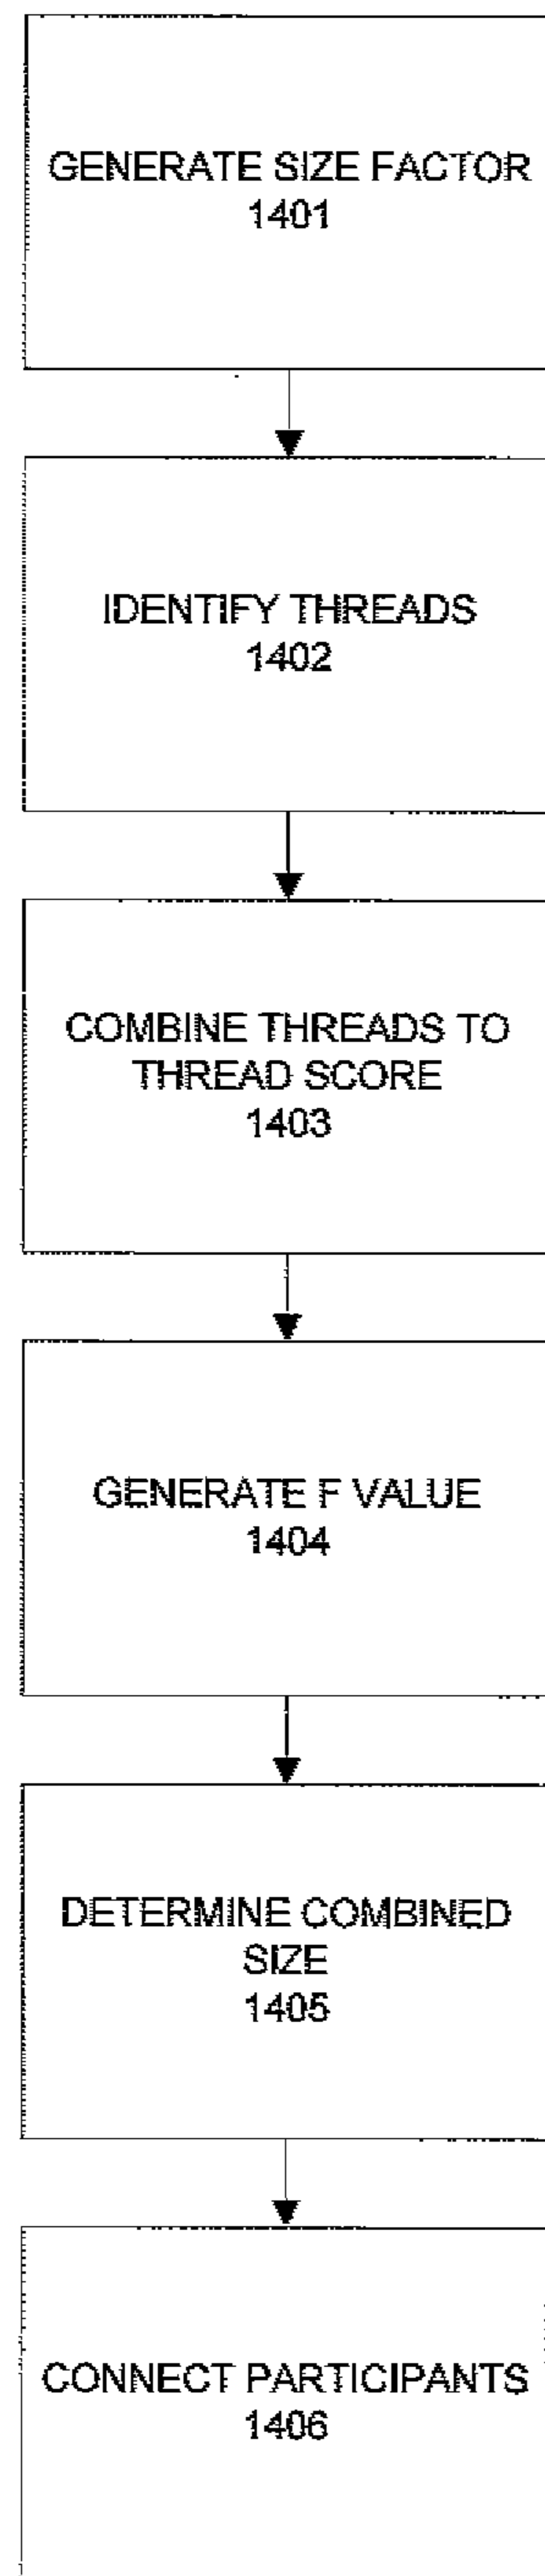 GENERATE SIZE FACTOR
1401
IDENTIFY THREADS
1402
COMBINE THREADS TO
THREAD SCORE
1403
GENERATE F VALUE
1404
DETERMINE COMBINED
SIZE
1405
CONNECT PARTICIPANTS
1406